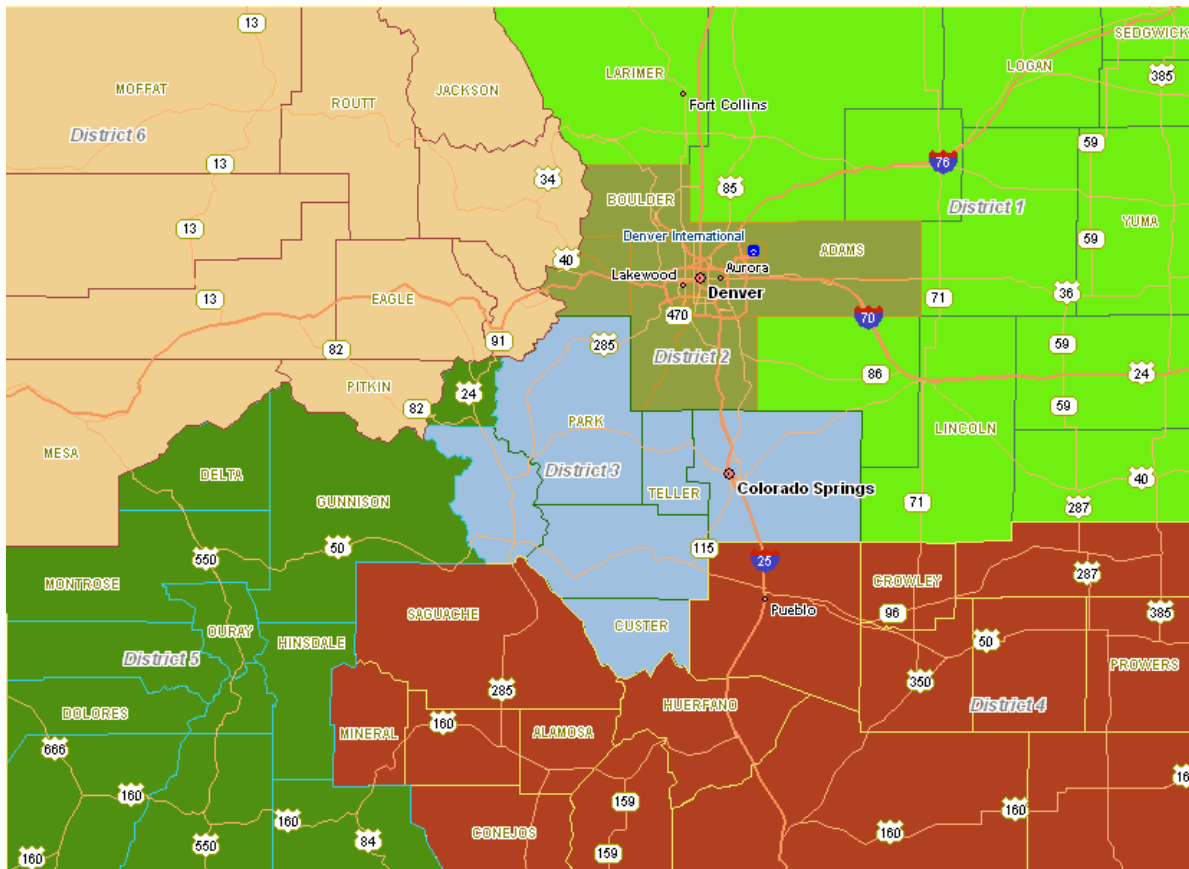 13
SEDGWICK
LOGAN
LARIMER
385
MOFFAT
JACKSON
ROUTT
Fort Collins
District 6
59
13
76
34
85
BOULDER
District 1
YUMA
13
Denver International
ADAMS
59
40
Lakewood
Aurora
Denver
EAGLE
13
71
36
470
70
91
285
82
59
District 2
86
24
PITKIN
24
82
59
PARK
LINCOLN
MESA
District 3
DELTA
Colorado Springs
40
TELLER
GUNNISON
71
287
50
115
550
25
MONTROSE
CROWLEY
287
SAGUACHE
Pueblo
96
385
CUSTER
OURAY
HINSDALE
50
District 5
PROWERS
350
285
HUERFANO
District 4
DOLORES
160
MINERAL
ALAMOSA
666
16
160
159
160
160
CONEJOS
160
84
550
159
160